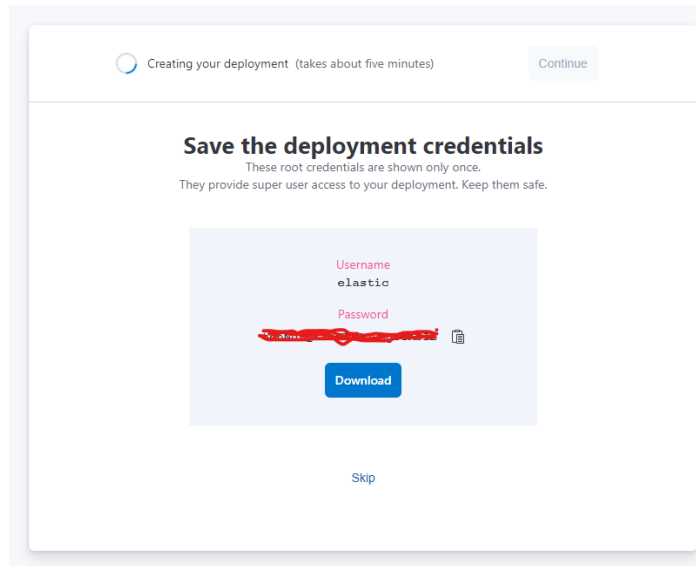 Creating your deployment (takes about five minutes)
Continue
Save the deployment credentials
These root credentials are shown only once.
They provide super user access to your deployment. Keep them safe.
Username
elastic
Password
Download
Skip